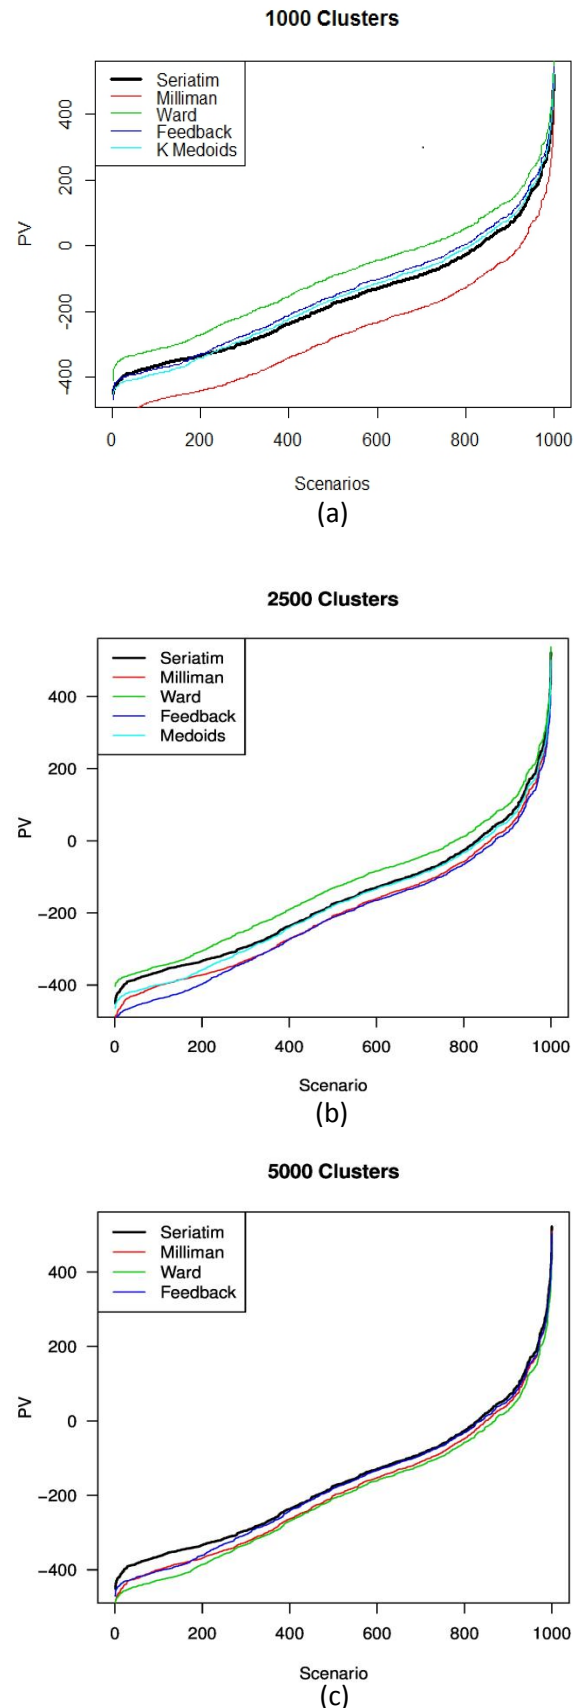 1000 Clusters
Seriatim
Milliman
Ward
Feedback
K Medoids
PV
400
200
0
-200
-400
0 200 400 600 800 1000
Scenarios
(a)
2500 Clusters
Seriatim
Milliman
Ward
Feedback
Medoids
PV
400
200
0
−200
−400
0 200 400 600 800 1000
Scenario
(b)
5000 Clusters
Seriatim
Milliman
Ward
Feedback
PV
400
200
0
−200
−400
0 200 400 600 800 1000
Scenario
(c)